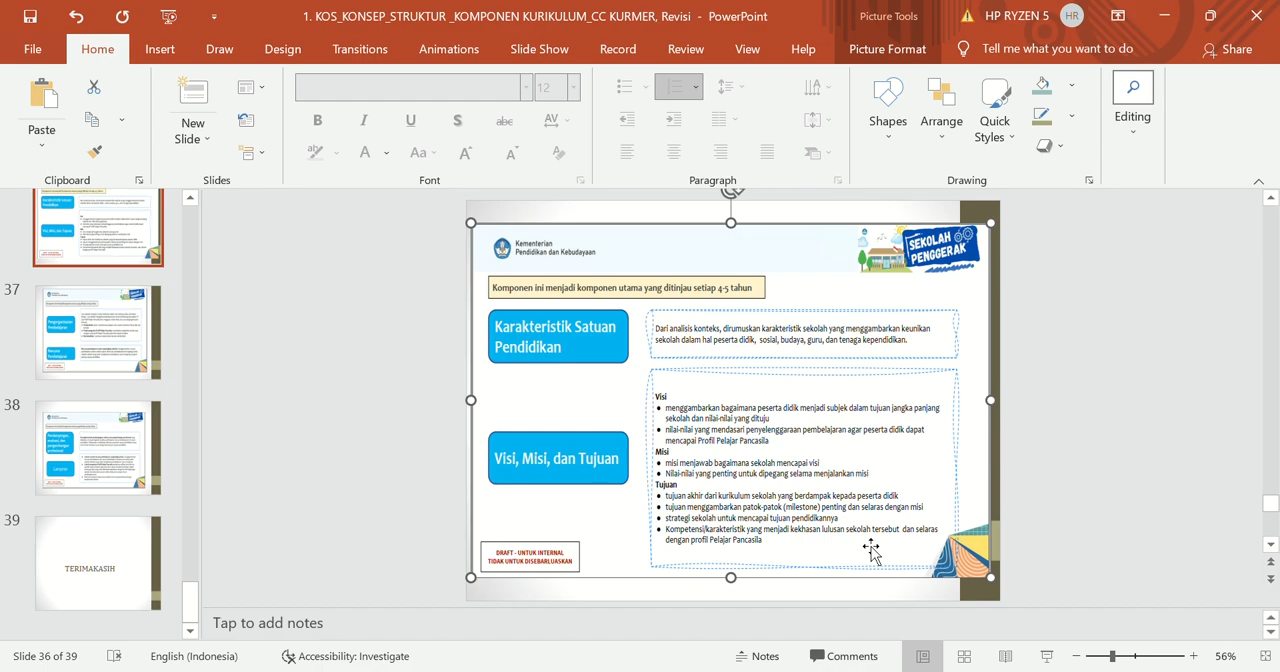 1. KOS_KONSEP_STRUKTUR _KOMPONEN KURIKULUM_CC KURMER, Revisi - PowerPoint
Picture Tools
HP RYZEN 5
HR
File
Home
Insert
Draw
Design
Transitions
Animations
Slide Show
Record
Review
View
Help
Picture Format
Tell me what you want to do
Share
Paste
New
Slide
12
B
I
U
S
abc
AV
Aa
A
Shapes
Arrange
Quick
Styles
Editing
Clipboard
Slides
Font
Paragraph
Drawing
37
38
39
TERIMAKASIH
Kementerian
Pendidikan dan Kebudayaan
SEKOLAH
PENGGERAK
Komponen ini menjadi komponen utama yang ditinjau setiap 4-5 tahun
Karakteristik Satuan
Pendidikan
Dari analisis konteks, dirumuskan karakteristik sekolah yang menggambarkan keunikan
sekolah dalam hal peserta didik, sosial, budaya, guru, dan tenaga kependidikan.
Visi, Misi, dan Tujuan
Visi
• menggambarkan bagaimana peserta didik menjadi subjek dalam tujuan jangka panjang
sekolah dan nilai-nilai yang dituju
• nilai-nilai yang mendasari penyelenggaraan pembelajaran agar peserta didik dapat
mencapai Profil Pelajar Pancasila
Misi
• misi menjawab bagaimana sekolah mencapai visi
• Nilai-nilai yang penting untuk dipegang selama menjalankan misi
Tujuan
• tujuan akhir dari kurikulum sekolah yang berdampak kepada peserta didik
• tujuan menggambarkan patok-patok (milestone) penting dan selaras dengan misi
• strategi sekolah untuk mencapai tujuan pendidikannya
• Kompetensi/karakteristik yang menjadi kekhasan lulusan sekolah tersebut dan selaras
dengan profil Pelajar Pancasila
DRAFT - UNTUK INTERNAL
TIDAK UNTUK DISEBARLUASKAN
Tap to add notes
Slide 36 of 39
English (Indonesia)
Accessibility: Investigate
Notes
Comments
56%